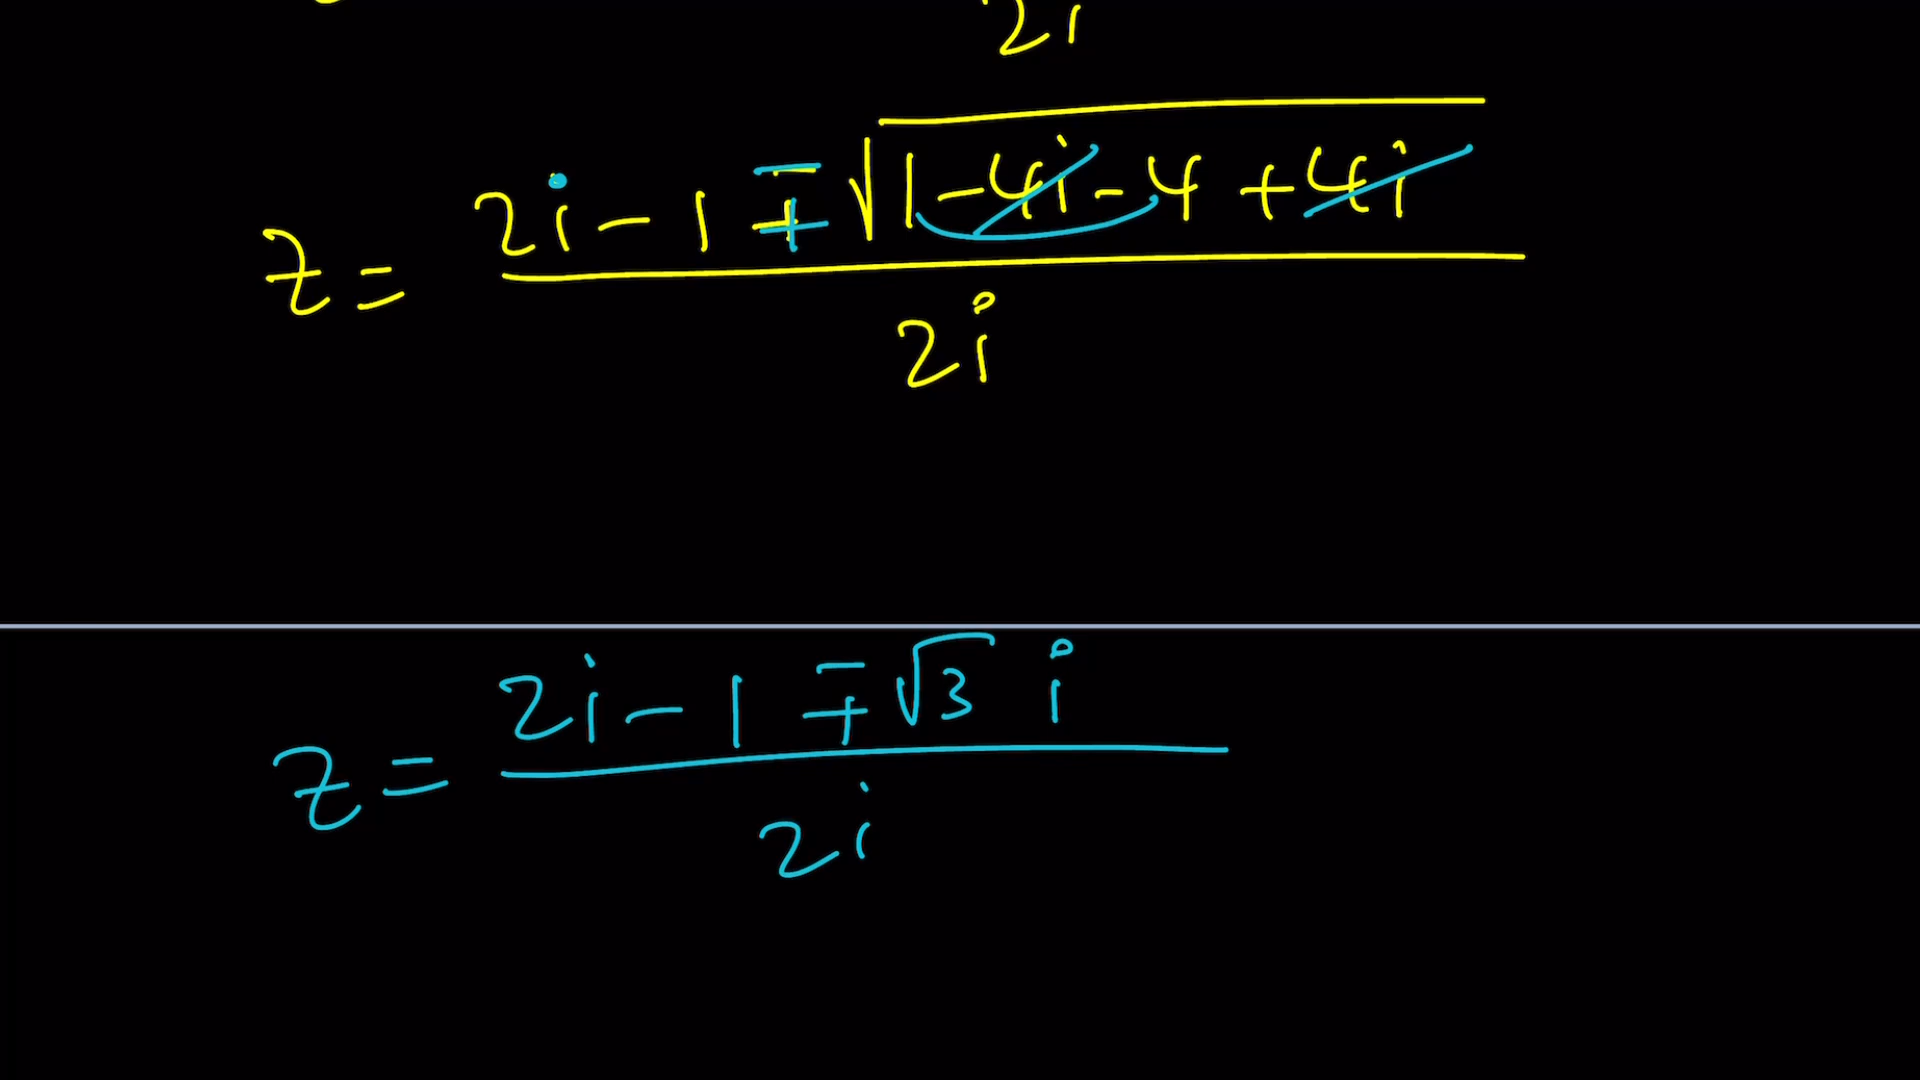 2i
z = (2i - 1 ∓ √(1 - 4i - 4 + 4i)) / 2i
z = (2i - 1 ∓ √3 i) / 2i